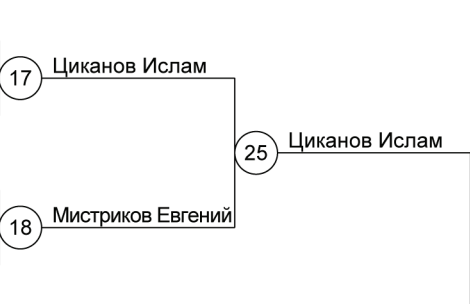 17 Циканов Ислам
25 Циканов Ислам
18 Мистриков Евгений